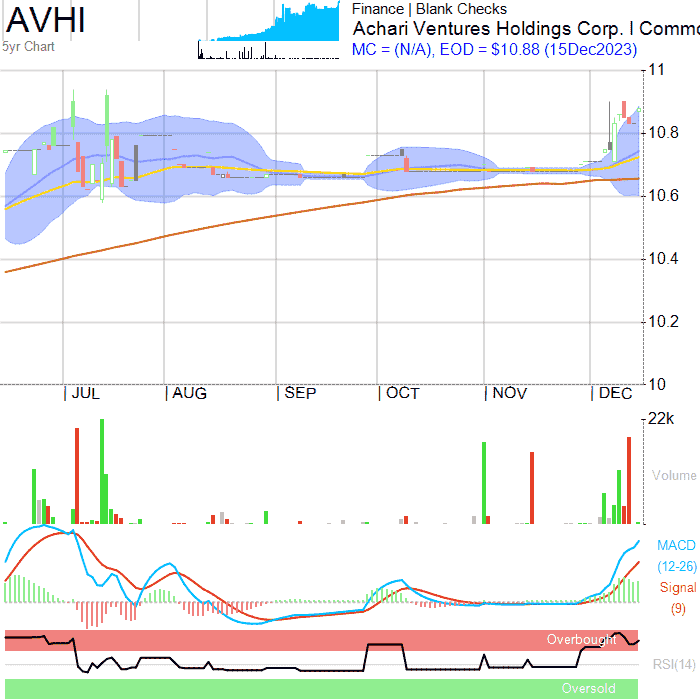 AVHI
5yr Chart
Finance | Blank Checks
Achari Ventures Holdings Corp. I Commo
MC = (N/A), EOD = $10.88 (15Dec2023)
11
10.8
10.6
10.4
10.2
10
JUL AUG SEP OCT NOV DEC
22k
Volume
MACD
(12-26)
Signal
(9)
Overbought
RSI(14)
Oversold